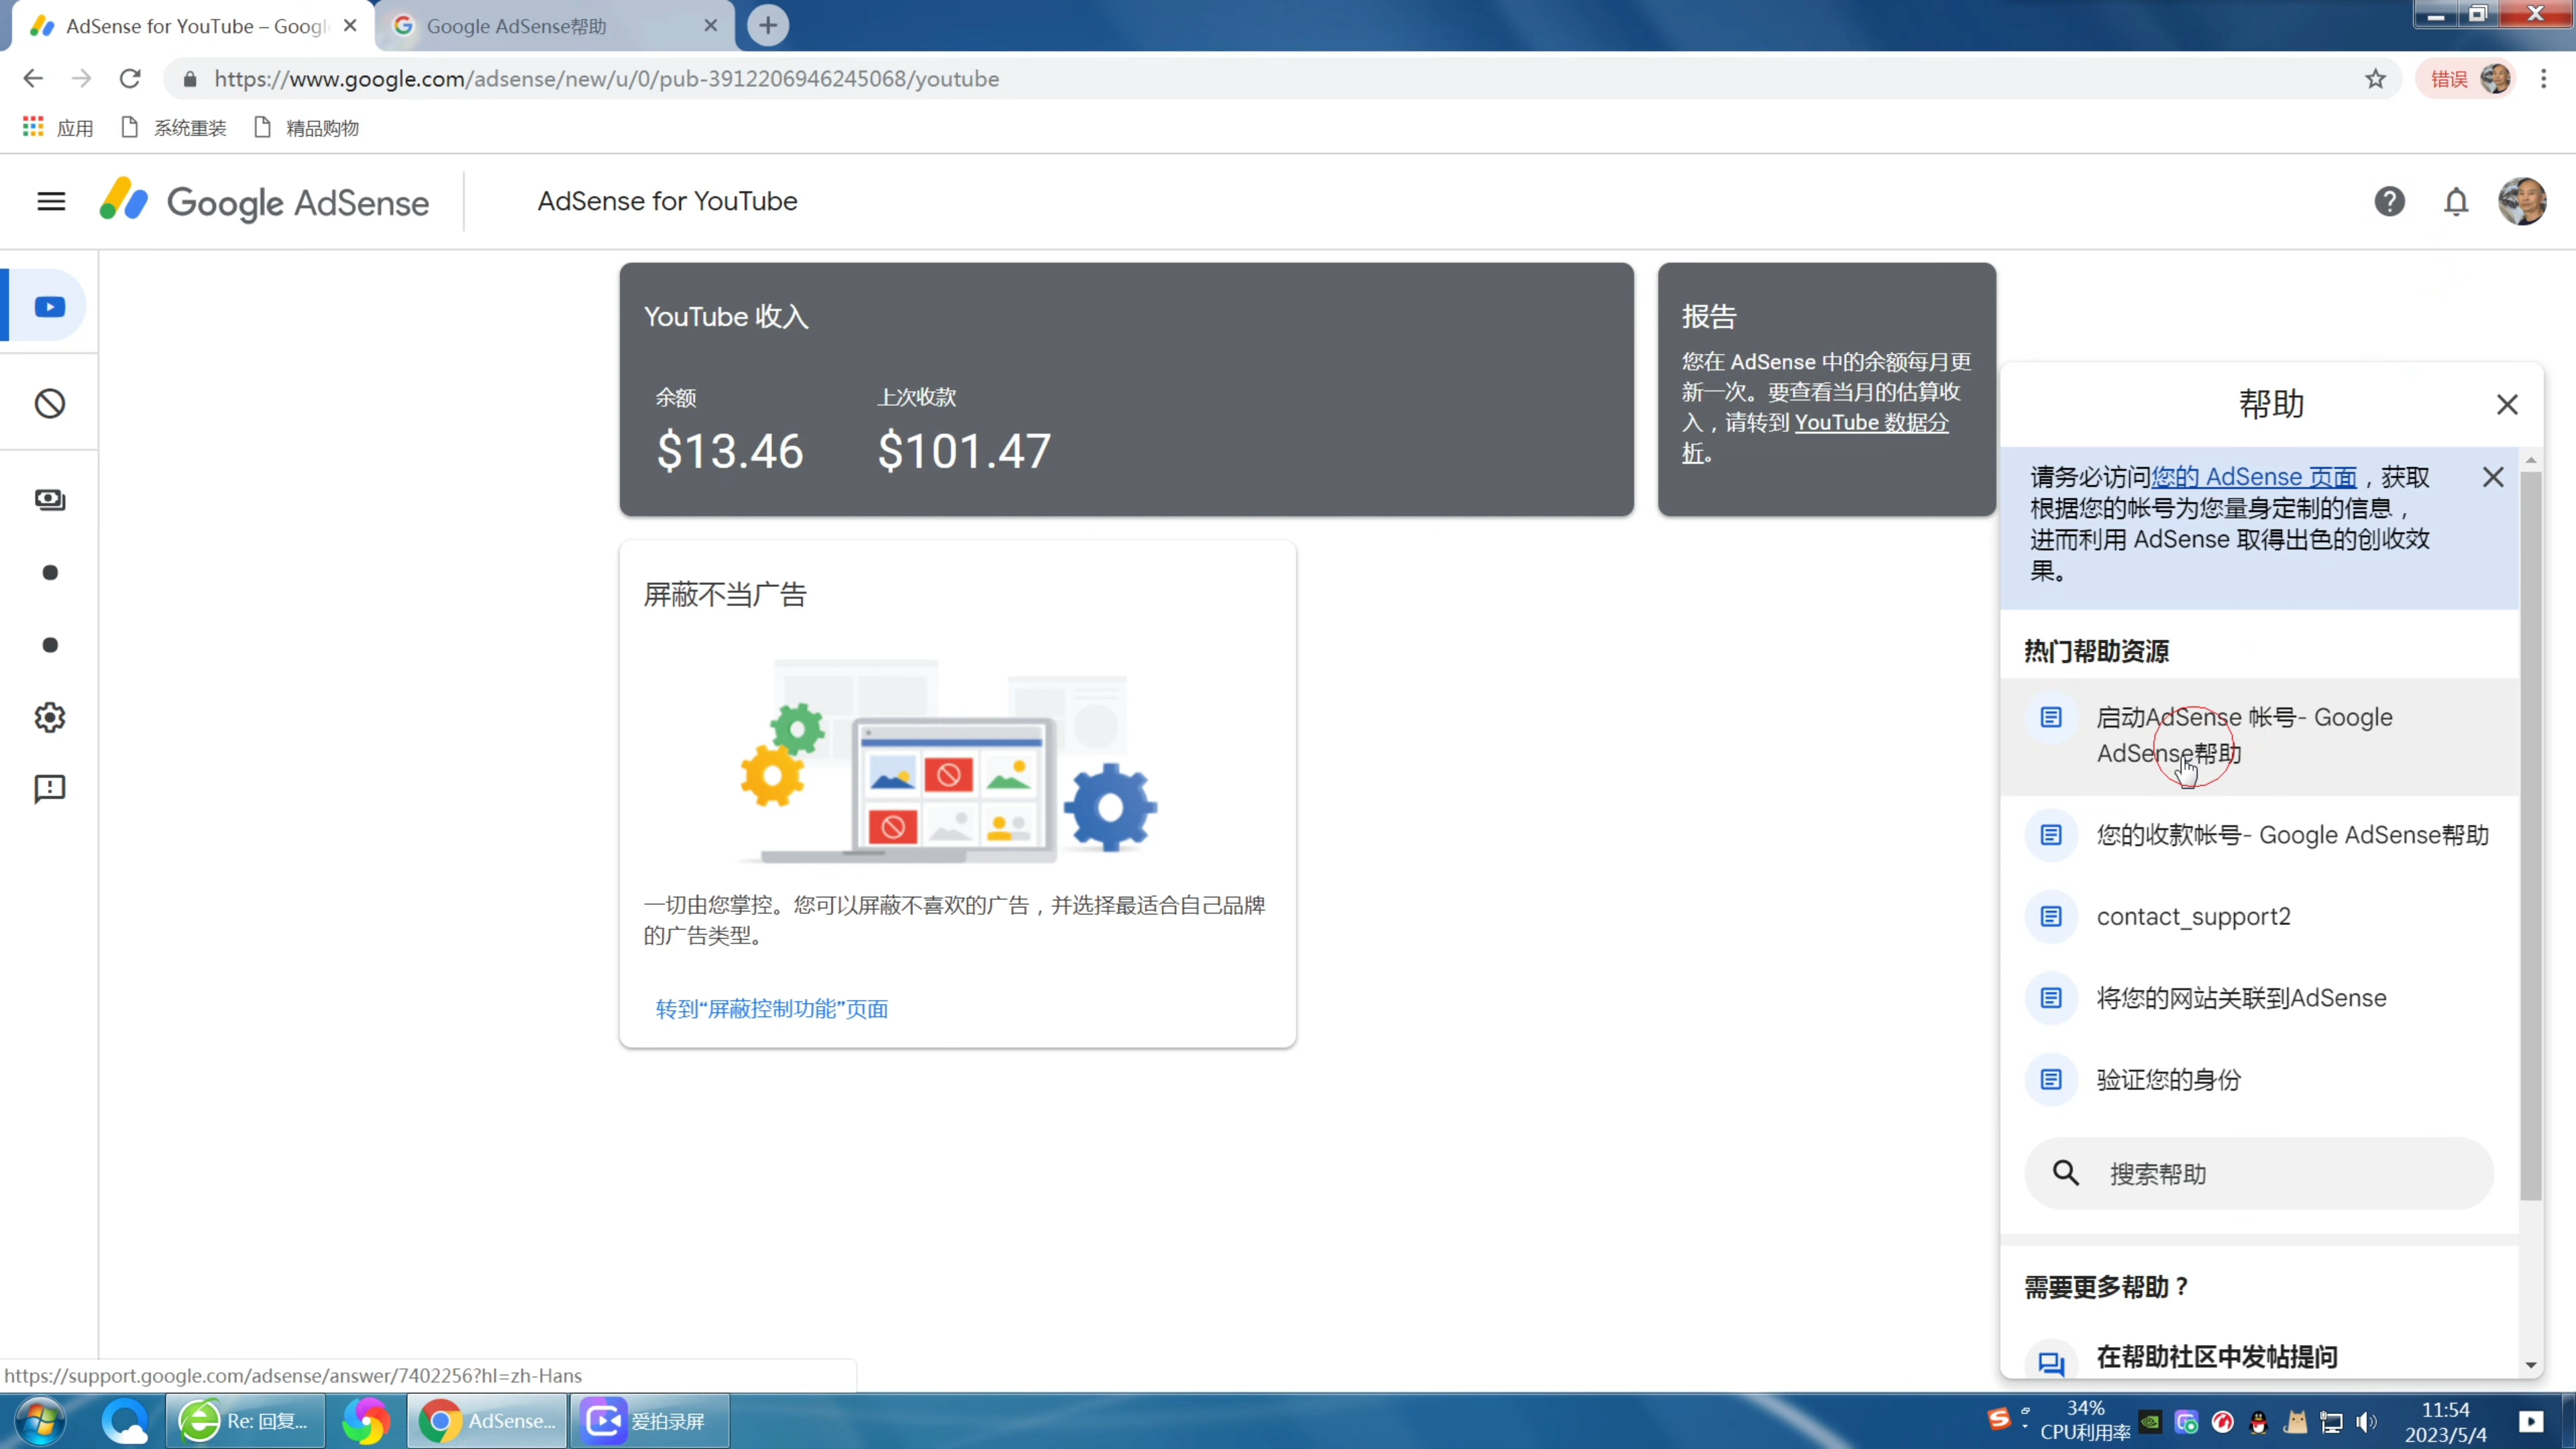 AdSense for YouTube – Googl
Google AdSense帮助
https://www.google.com/adsense/new/u/0/pub-3912206946245068/youtube
错误
应用
系统重装
精品购物
Google AdSense
AdSense for YouTube
YouTube 收入
余额
上次收款
$13.46
$101.47
报告
您在 AdSense 中的余额每月更
新一次。要查看当月的估算收
入，请转到 YouTube 数据分
析。
屏蔽不当广告
一切由您掌控。您可以屏蔽不喜欢的广告，并选择最适合自己品牌
的广告类型。
转到“屏蔽控制功能”页面
帮助
请务必访问您的 AdSense 页面，获取
根据您的帐号为您量身定制的信息，
进而利用 AdSense 取得出色的创收效
果。
热门帮助资源
启动AdSense 帐号- Google
AdSense帮助
您的收款帐号- Google AdSense帮助
contact_support2
将您的网站关联到AdSense
验证您的身份
搜索帮助
需要更多帮助？
在帮助社区中发帖提问
https://support.google.com/adsense/answer/7402256?hl=zh-Hans
Re: 回复...
AdSense...
爱拍录屏
34%
CPU利用率
11:54
2023/5/4